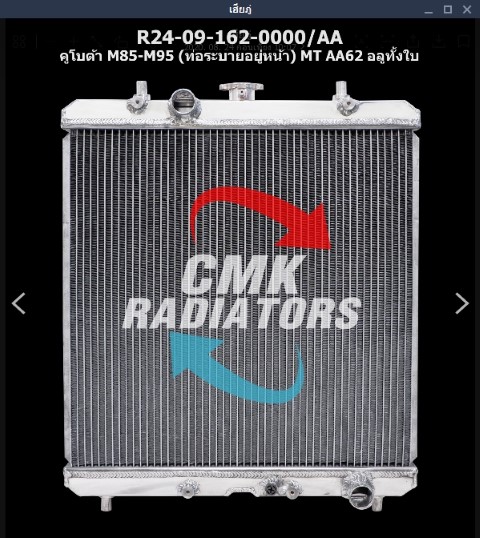 เฮียภู่
R24-09-162-0000/AA
คูโบต้า M85-M95 (ท่อระบายอยู่หน้า) MT AA62 อลูทั้งใบ
CMK
RADIATORS